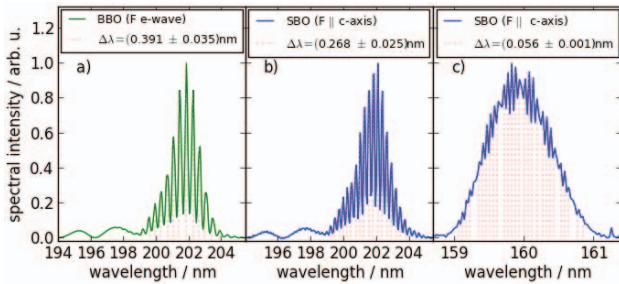 BBO (F e-wave)
Δλ=(0.391 ± 0.035)nm
SBO (F || c-axis)
Δλ=(0.268 ± 0.025)nm
SBO (F || c-axis)
Δλ=(0.056 ± 0.001)nm
a)
b)
c)
spectral intensity / arb. u.
1.0
0.8
0.6
0.4
0.2
0.0
194 196 198 200 202 204
196 198 200 202 204
159 160 161
wavelength / nm
wavelength / nm
wavelength / nm